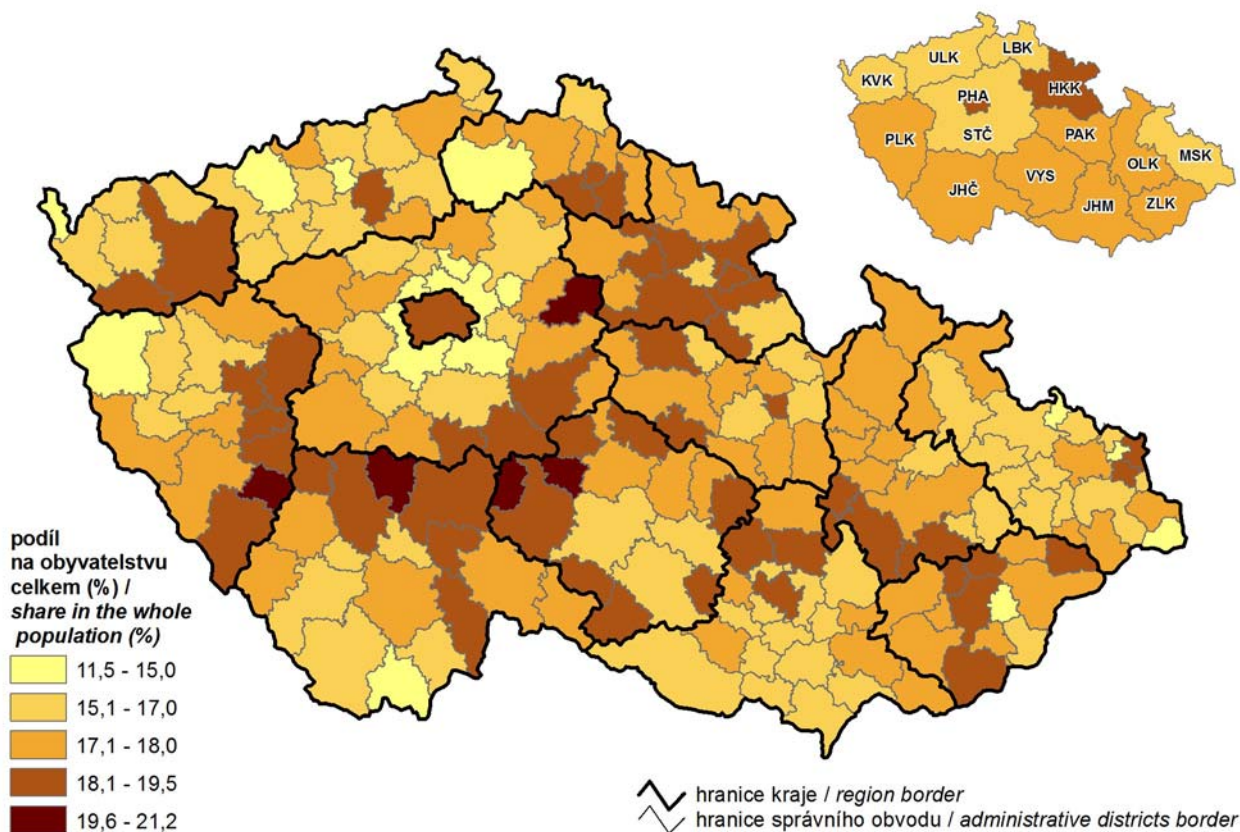 LBK
ULK
KVK
HKK
PHA
STČ
PAK
PLK
MSK
OLK
VYS
JHČ
ZLK
JHM
podíl
na obyvatelstvu
celkem (%) /
share in the whole
population (%)
11,5 - 15,0
15,1 - 17,0
17,1 - 18,0
18,1 - 19,5
19,6 - 21,2
hranice kraje / region border
hranice správního obvodu / administrative districts border